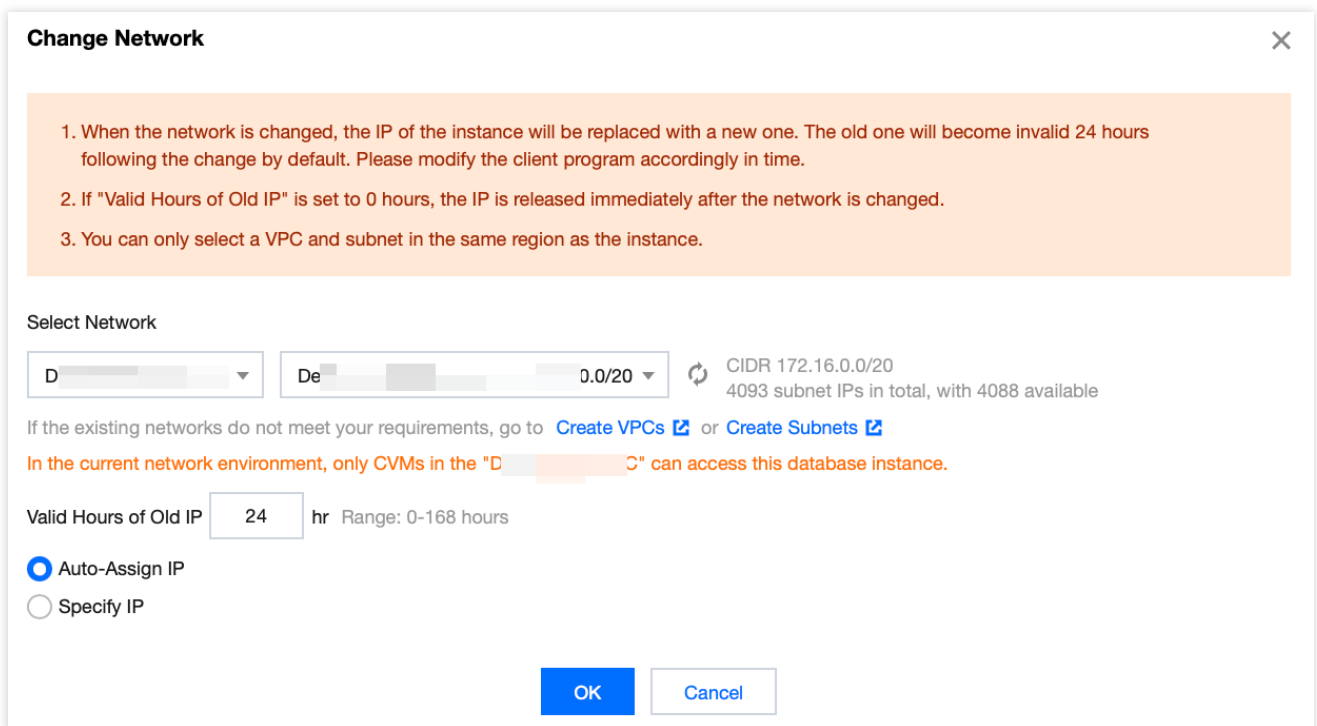 Change Network
1. When the network is changed, the IP of the instance will be replaced with a new one. The old one will become invalid 24 hours
following the change by default. Please modify the client program accordingly in time.
2. If "Valid Hours of Old IP" is set to 0 hours, the IP is released immediately after the network is changed.
3. You can only select a VPC and subnet in the same region as the instance.
Select Network
D De 0.0/20 CIDR 172.16.0.0/20
4093 subnet IPs in total, with 4088 available
If the existing networks do not meet your requirements, go to Create VPCs or Create Subnets
In the current network environment, only CVMs in the "D C" can access this database instance.
Valid Hours of Old IP 24 hr Range: 0-168 hours
Auto-Assign IP
Specify IP
OK Cancel